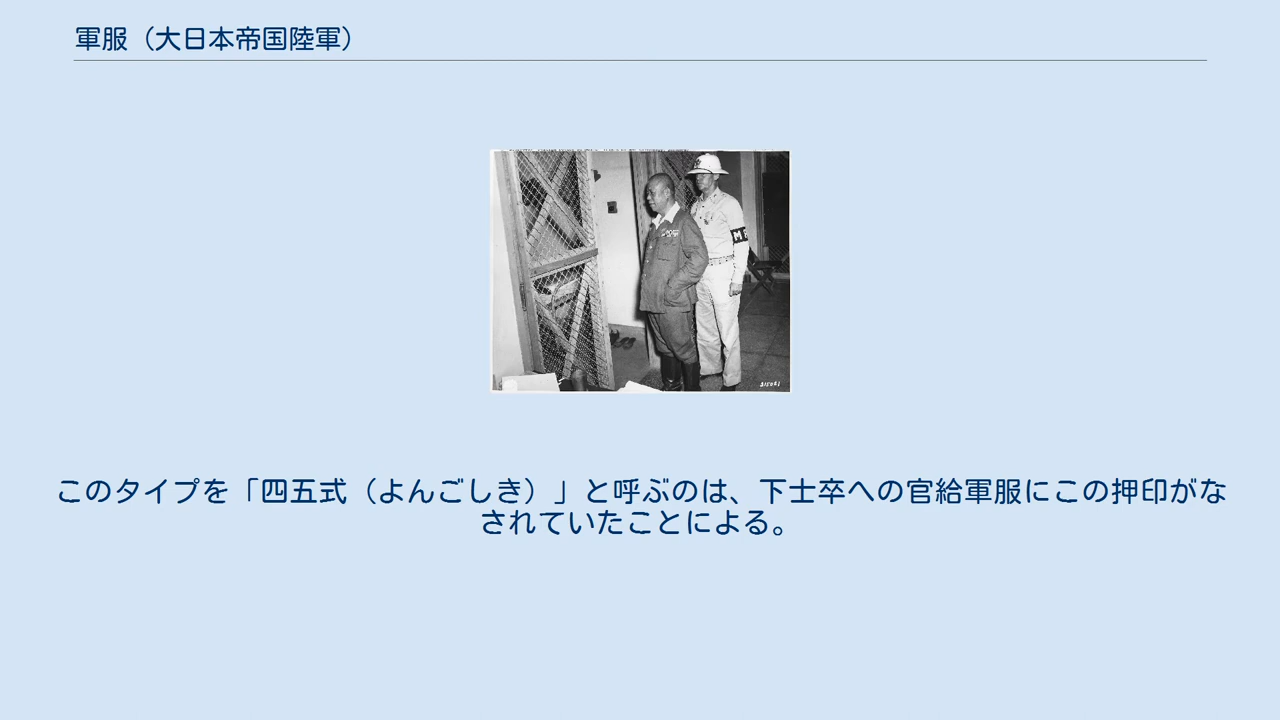 軍服（大日本帝国陸軍）
M
315021
このタイプを「四五式（よんごしき）」と呼ぶのは、下士卒への官給軍服にこの押印がな
されていたことによる。